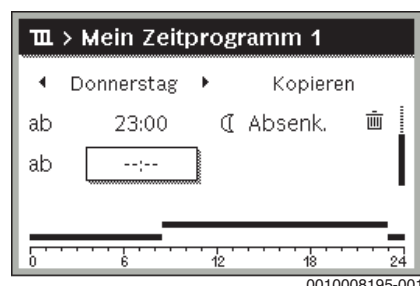 > Mein Zeitprogramm 1
Donnerstag Kopieren
ab 23:00 Absenk.
ab --:--
0 6 12 18 24
0010008195-001